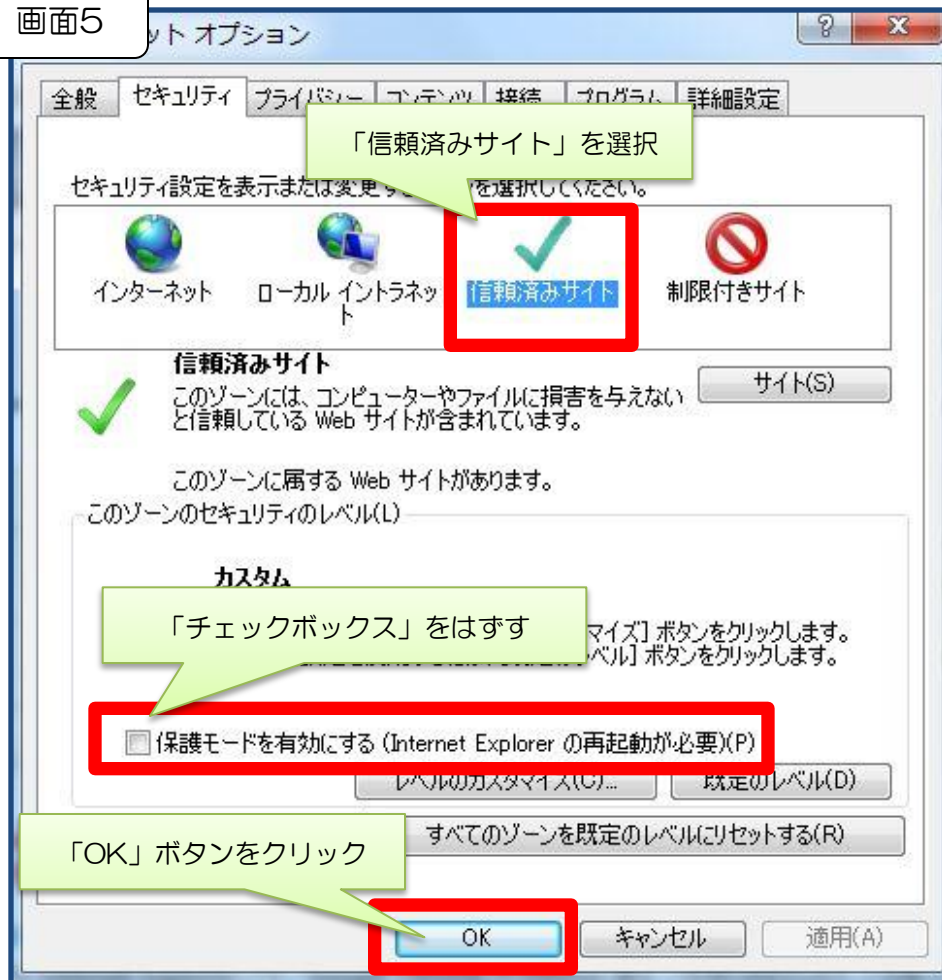 画面5
ット オプション
全般 セキュリティ プライバシー コンテンツ 接続 プログラム 詳細設定
「信頼済みサイト」を選択
セキュリティ設定を表示または変更す を選択してください。
インターネット
ローカル イントラネッ
ト
信頼済みサイト
制限付きサイト
信頼済みサイト
このゾーンには、コンピューターやファイルに損害を与えない
と信頼している Web サイトが含まれています。
サイト(S)
このゾーンに属する Web サイトがあります。
このゾーンのセキュリティのレベル(L)
カスタム
「チェックボックス」をはずす
マイズ] ボタンをクリックします。
ベル] ボタンをクリックします。
保護モードを有効にする (Internet Explorer の再起動が必要)(P)
レベルのカスタマイズ(C)... 既定のレベル(D)
すべてのゾーンを既定のレベルにリセットする(R)
「OK」ボタンをクリック
OK キャンセル 適用(A)